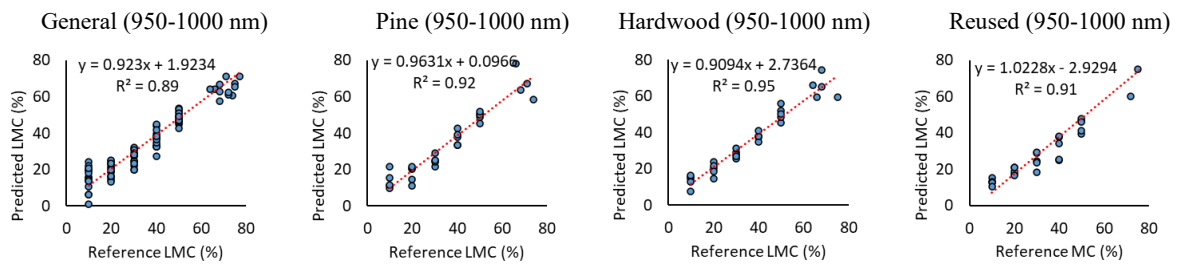 General (950-1000 nm)
Predicted LMC (%)
80
60
40
20
0
y = 0.923x + 1.9234
R² = 0.89
0 20 40 60 80
Reference LMC (%)
Pine (950-1000 nm)
Predicted LMC (%)
80
60
40
20
0
y = 0.9631x + 0.0966
R² = 0.92
0 20 40 60 80
Reference LMC (%)
Hardwood (950-1000 nm)
Predicted LMC (%)
80
60
40
20
0
y = 0.9094x + 2.7364
R² = 0.95
0 20 40 60 80
Reference LMC (%)
Reused (950-1000 nm)
Predicted LMC (%)
80
60
40
20
0
y = 1.0228x - 2.9294
R² = 0.91
0 20 40 60 80
Reference MC (%)